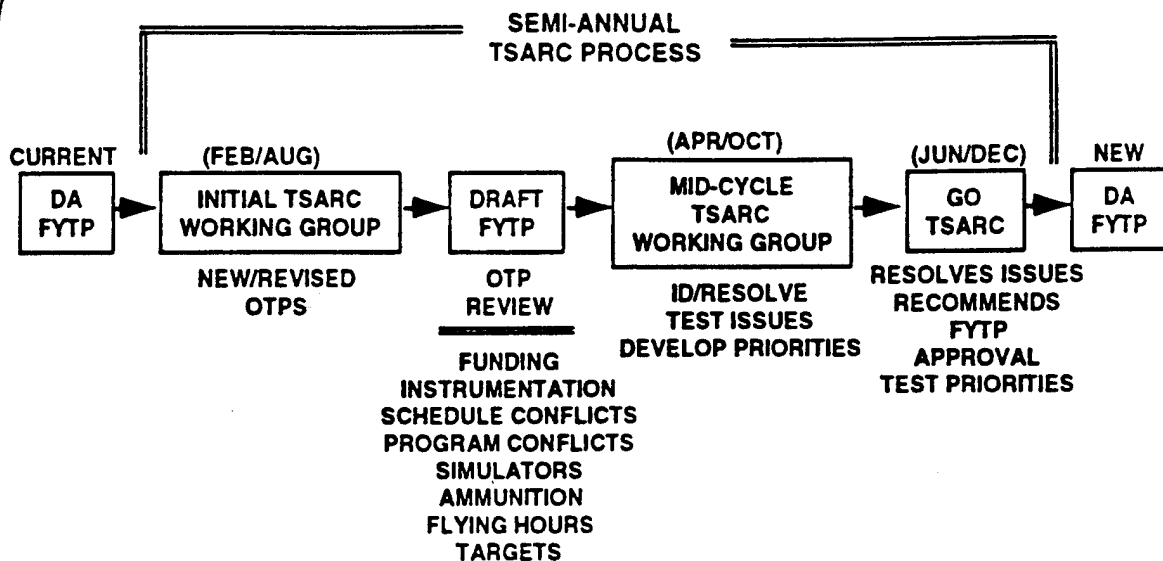 SEMI-ANNUAL
TSARC PROCESS
CURRENT
DA
FYTP
(FEB/AUG)
INITIAL TSARC
WORKING GROUP
NEW/REVISED
OTPS
DRAFT
FYTP
OTP
REVIEW
FUNDING
INSTRUMENTATION
SCHEDULE CONFLICTS
PROGRAM CONFLICTS
SIMULATORS
AMMUNITION
FLYING HOURS
TARGETS
(APR/OCT)
MID-CYCLE
TSARC
WORKING GROUP
ID/RESOLVE
TEST ISSUES
DEVELOP PRIORITIES
(JUN/DEC)
GO
TSARC
RESOLVES ISSUES
RECOMMENDS
FYTP
APPROVAL
TEST PRIORITIES
NEW
DA
FYTP